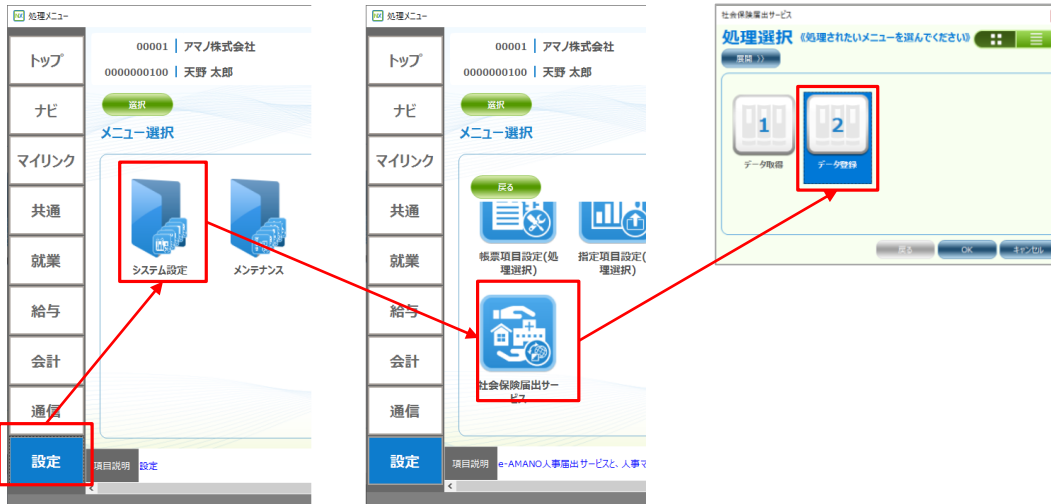 処理メニュー
00001 アマノ株式会社
0000000100 天野 太郎
選択
メニュー選択
トップ
ナビ
マイリンク
共通
就業
給与
会計
通信
設定
システム設定
メンテナンス
項目説明 設定
処理メニュー
00001 アマノ株式会社
0000000100 天野 太郎
選択
メニュー選択
トップ
ナビ
マイリンク
共通
就業
給与
会計
通信
設定
戻る
帳票項目設定(処
理選択)
指定項目設定(
理選択)
社会保険届出サー
ビス
項目説明 e-AMANO人事届出サービスと、人事マ
社会保険届出サービス
処理選択 《処理されたいメニューを選んでください》
展開 》
1
データ取得
2
データ登録
戻る
OK
キャンセル